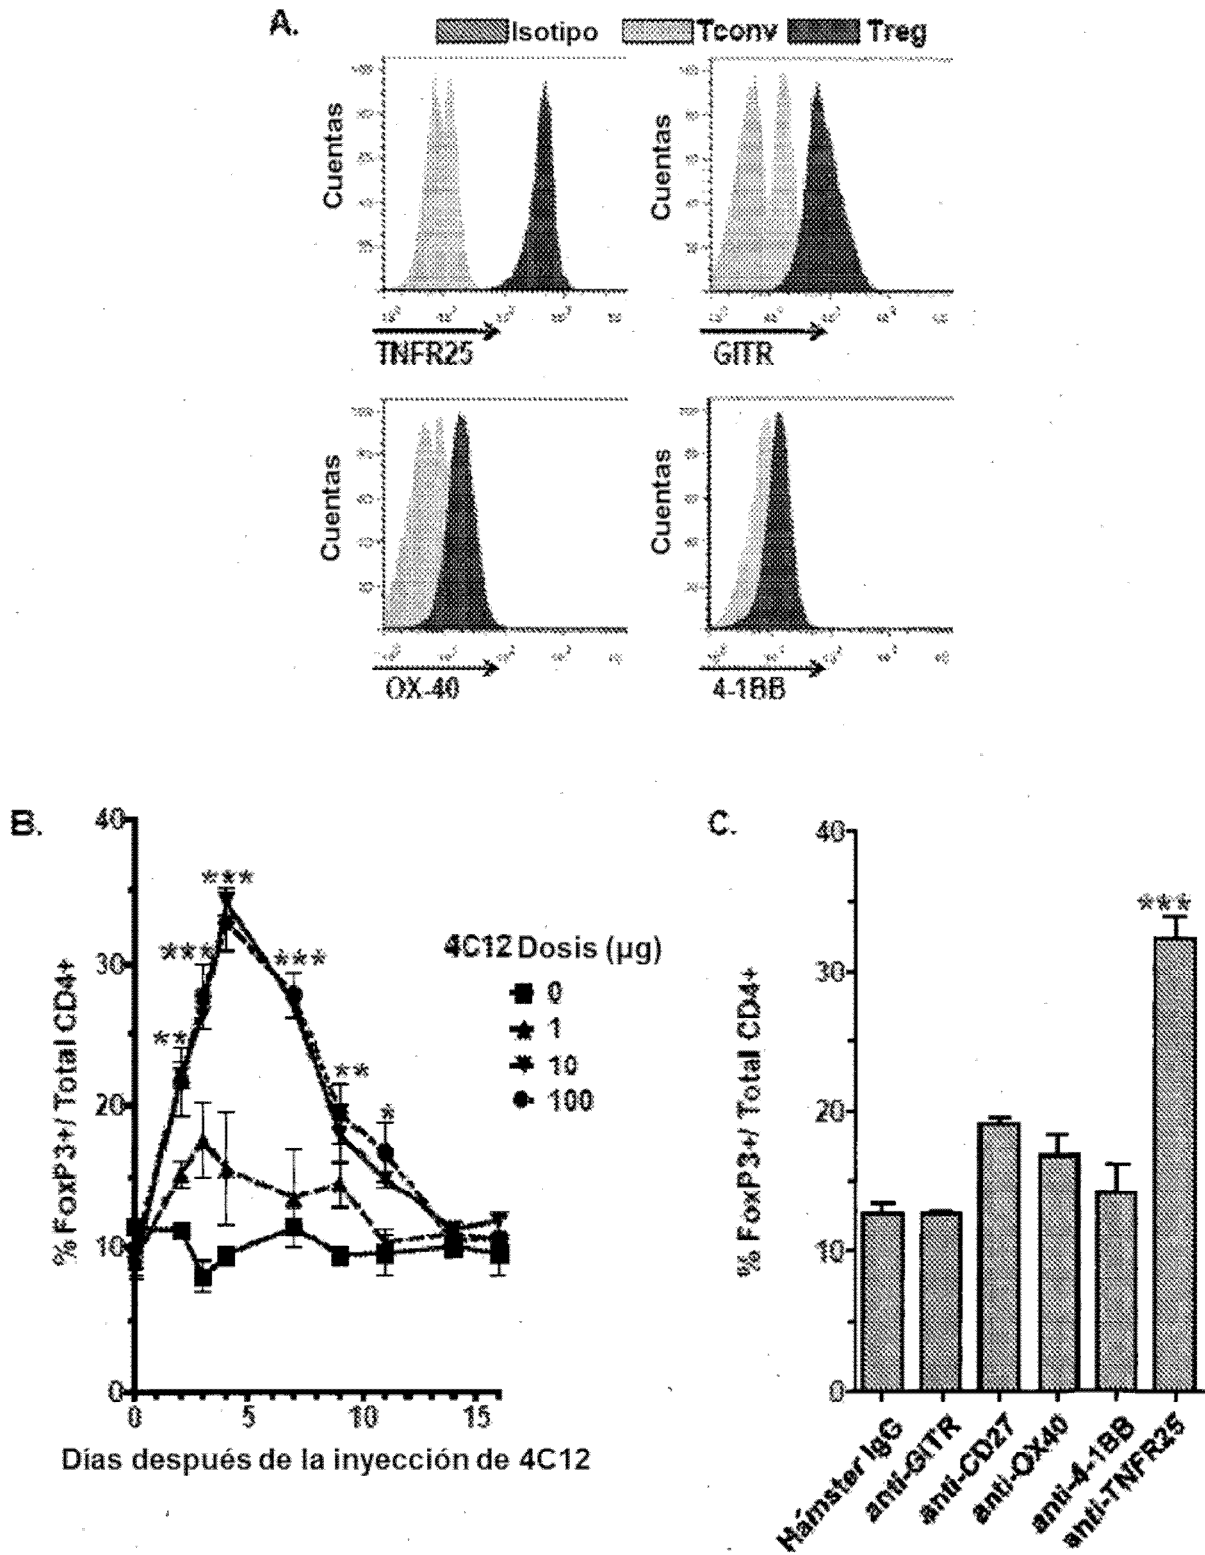 A.
Isotipo Tconv Treg
Cuentas
TNFR25
Cuentas
GITR
Cuentas
OX-40
Cuentas
4-1BB
B.
% FoxP3+/ Total CD4+
40
30
20
10
0
** *** *** *** ** *
0 5 10 15
Días después de la inyección de 4C12
4C12 Dosis (µg)
0
1
10
100
C.
% FoxP3+/ Total CD4+
40
30
20
10
0
***
Hámster IgG
anti-GITR
anti-CD27
anti-OX40
anti-4-1BB
anti-TNFR25